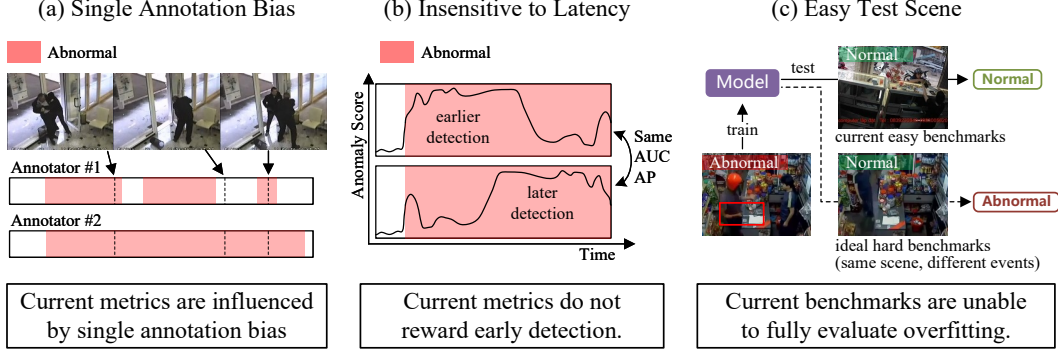 (a) Single Annotation Bias
Abnormal
Annotator #1
Annotator #2
Current metrics are influenced
by single annotation bias
(b) Insensitive to Latency
Abnormal
Anomaly Score
earlier
detection
later
detection
Same
AUC
AP
Time
Current metrics do not
reward early detection.
(c) Easy Test Scene
Model
test
train
Normal
Normal
current easy benchmarks
Abnormal
Normal
Abnormal
ideal hard benchmarks
(same scene, different events)
Current benchmarks are unable
to fully evaluate overfitting.